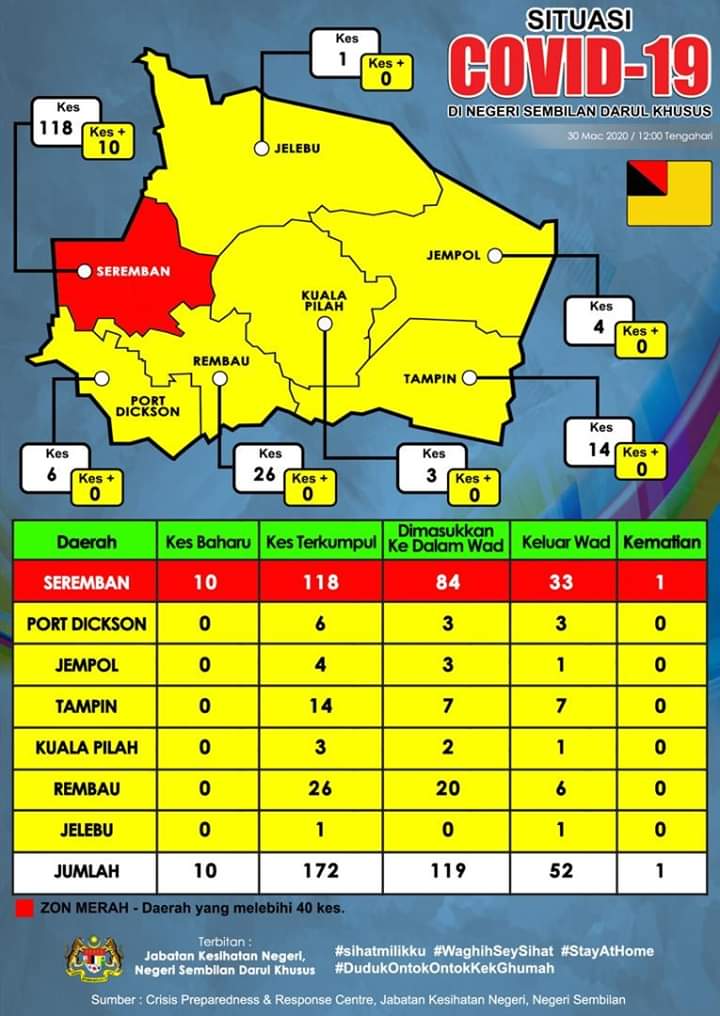 SITUASI
COVID-19
DI NEGERI SEMBILAN DARUL KHUSUS
30 Mac 2020 / 12:00 Tengahari
Kes
1
Kes +
0
Kes
118
Kes +
10
JELEBU
SEREMBAN
JEMPOL
KUALA
PILAH
REMBAU
TAMPIN
PORT
DICKSON
Kes
4
Kes +
0
Kes
14
Kes +
0
Kes
6
Kes +
0
Kes
26
Kes +
0
Kes
3
Kes +
0
Daerah Kes Baharu Kes Terkumpul Dimasukkan Ke Dalam Wad Keluar Wad Kematian
SEREMBAN 10 118 84 33 1
PORT DICKSON 0 6 3 3 0
JEMPOL 0 4 3 1 0
TAMPIN 0 14 7 7 0
KUALA PILAH 0 3 2 1 0
REMBAU 0 26 20 6 0
JELEBU 0 1 0 1 0
JUMLAH 10 172 119 52 1
ZON MERAH - Daerah yang melebihi 40 kes.
Terbitan :
Jabatan Kesihatan Negeri,
Negeri Sembilan Darul Khusus
#sihatmilikku #WaghihSeySihat #StayAtHome
#DudukOntokOntokKekGhumah
Sumber : Crisis Preparedness & Response Centre, Jabatan Kesihatan Negeri, Negeri Sembilan